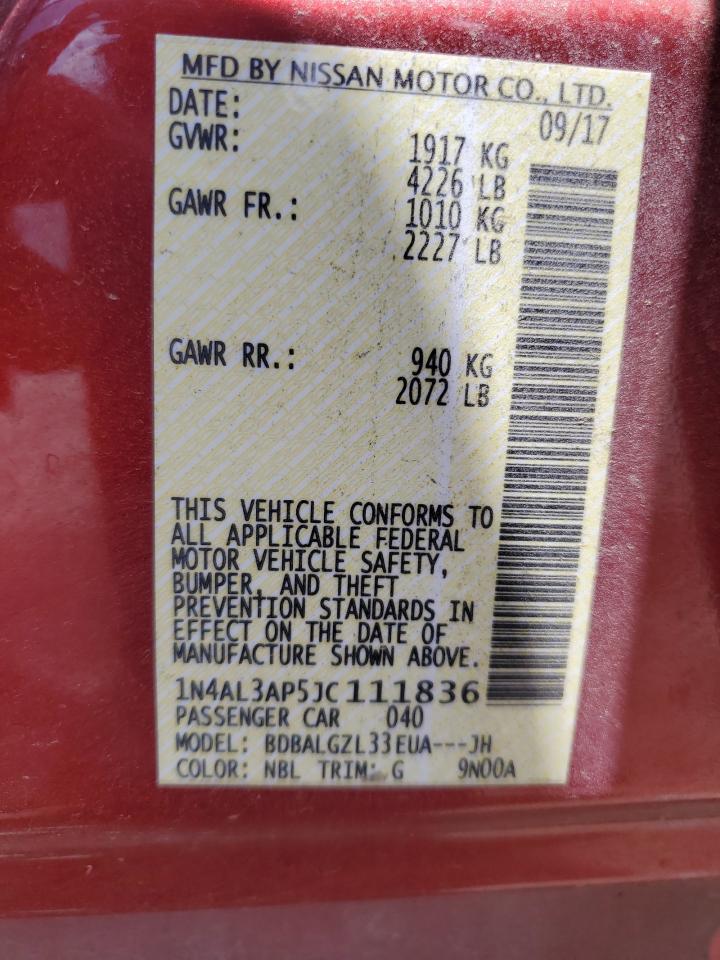 MFD BY NISSAN MOTOR CO., LTD.
DATE: 09/17
GVWR: 1917 KG
4226 LB
GAWR FR.: 1010 KG
2227 LB
GAWR RR.: 940 KG
2072 LB
THIS VEHICLE CONFORMS TO
ALL APPLICABLE FEDERAL
MOTOR VEHICLE SAFETY,
BUMPER, AND THEFT
PREVENTION STANDARDS IN
EFFECT ON THE DATE OF
MANUFACTURE SHOWN ABOVE.
1N4AL3AP5JC111836
PASSENGER CAR 040
MODEL: BDBALGZL33EUA---JH
COLOR: NBL TRIM: G 9N00A